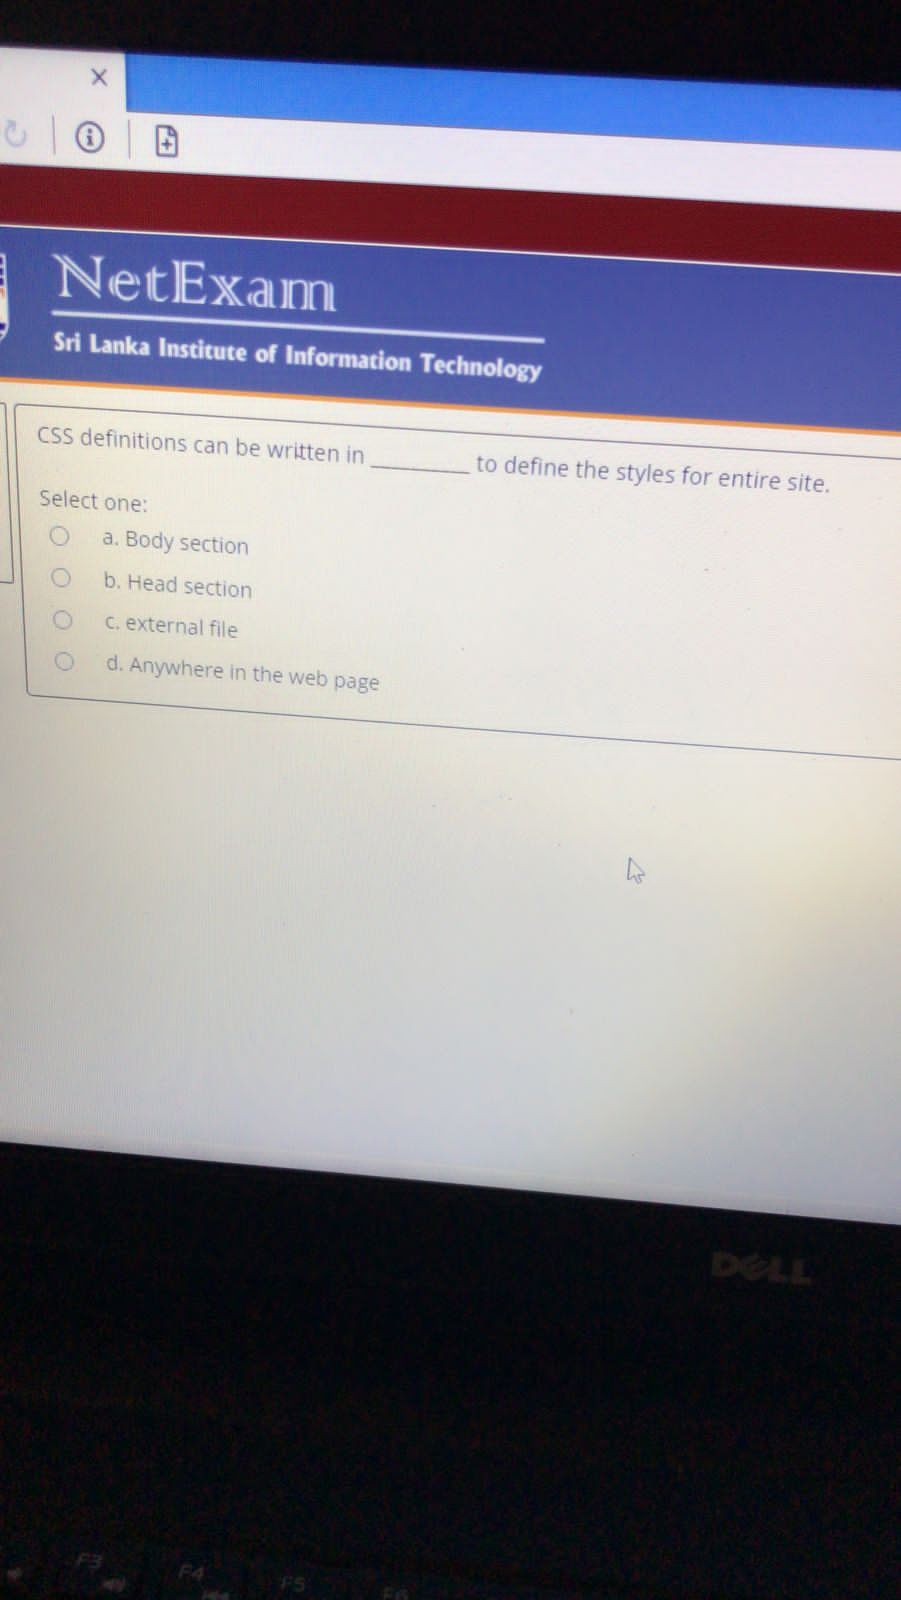 NetExam
Sri Lanka Institute of Information Technology
CSS definitions can be written in _________ to define the styles for entire site.
Select one:
a. Body section
b. Head section
c. external file
d. Anywhere in the web page
DELL
F3
F4
F5
F6